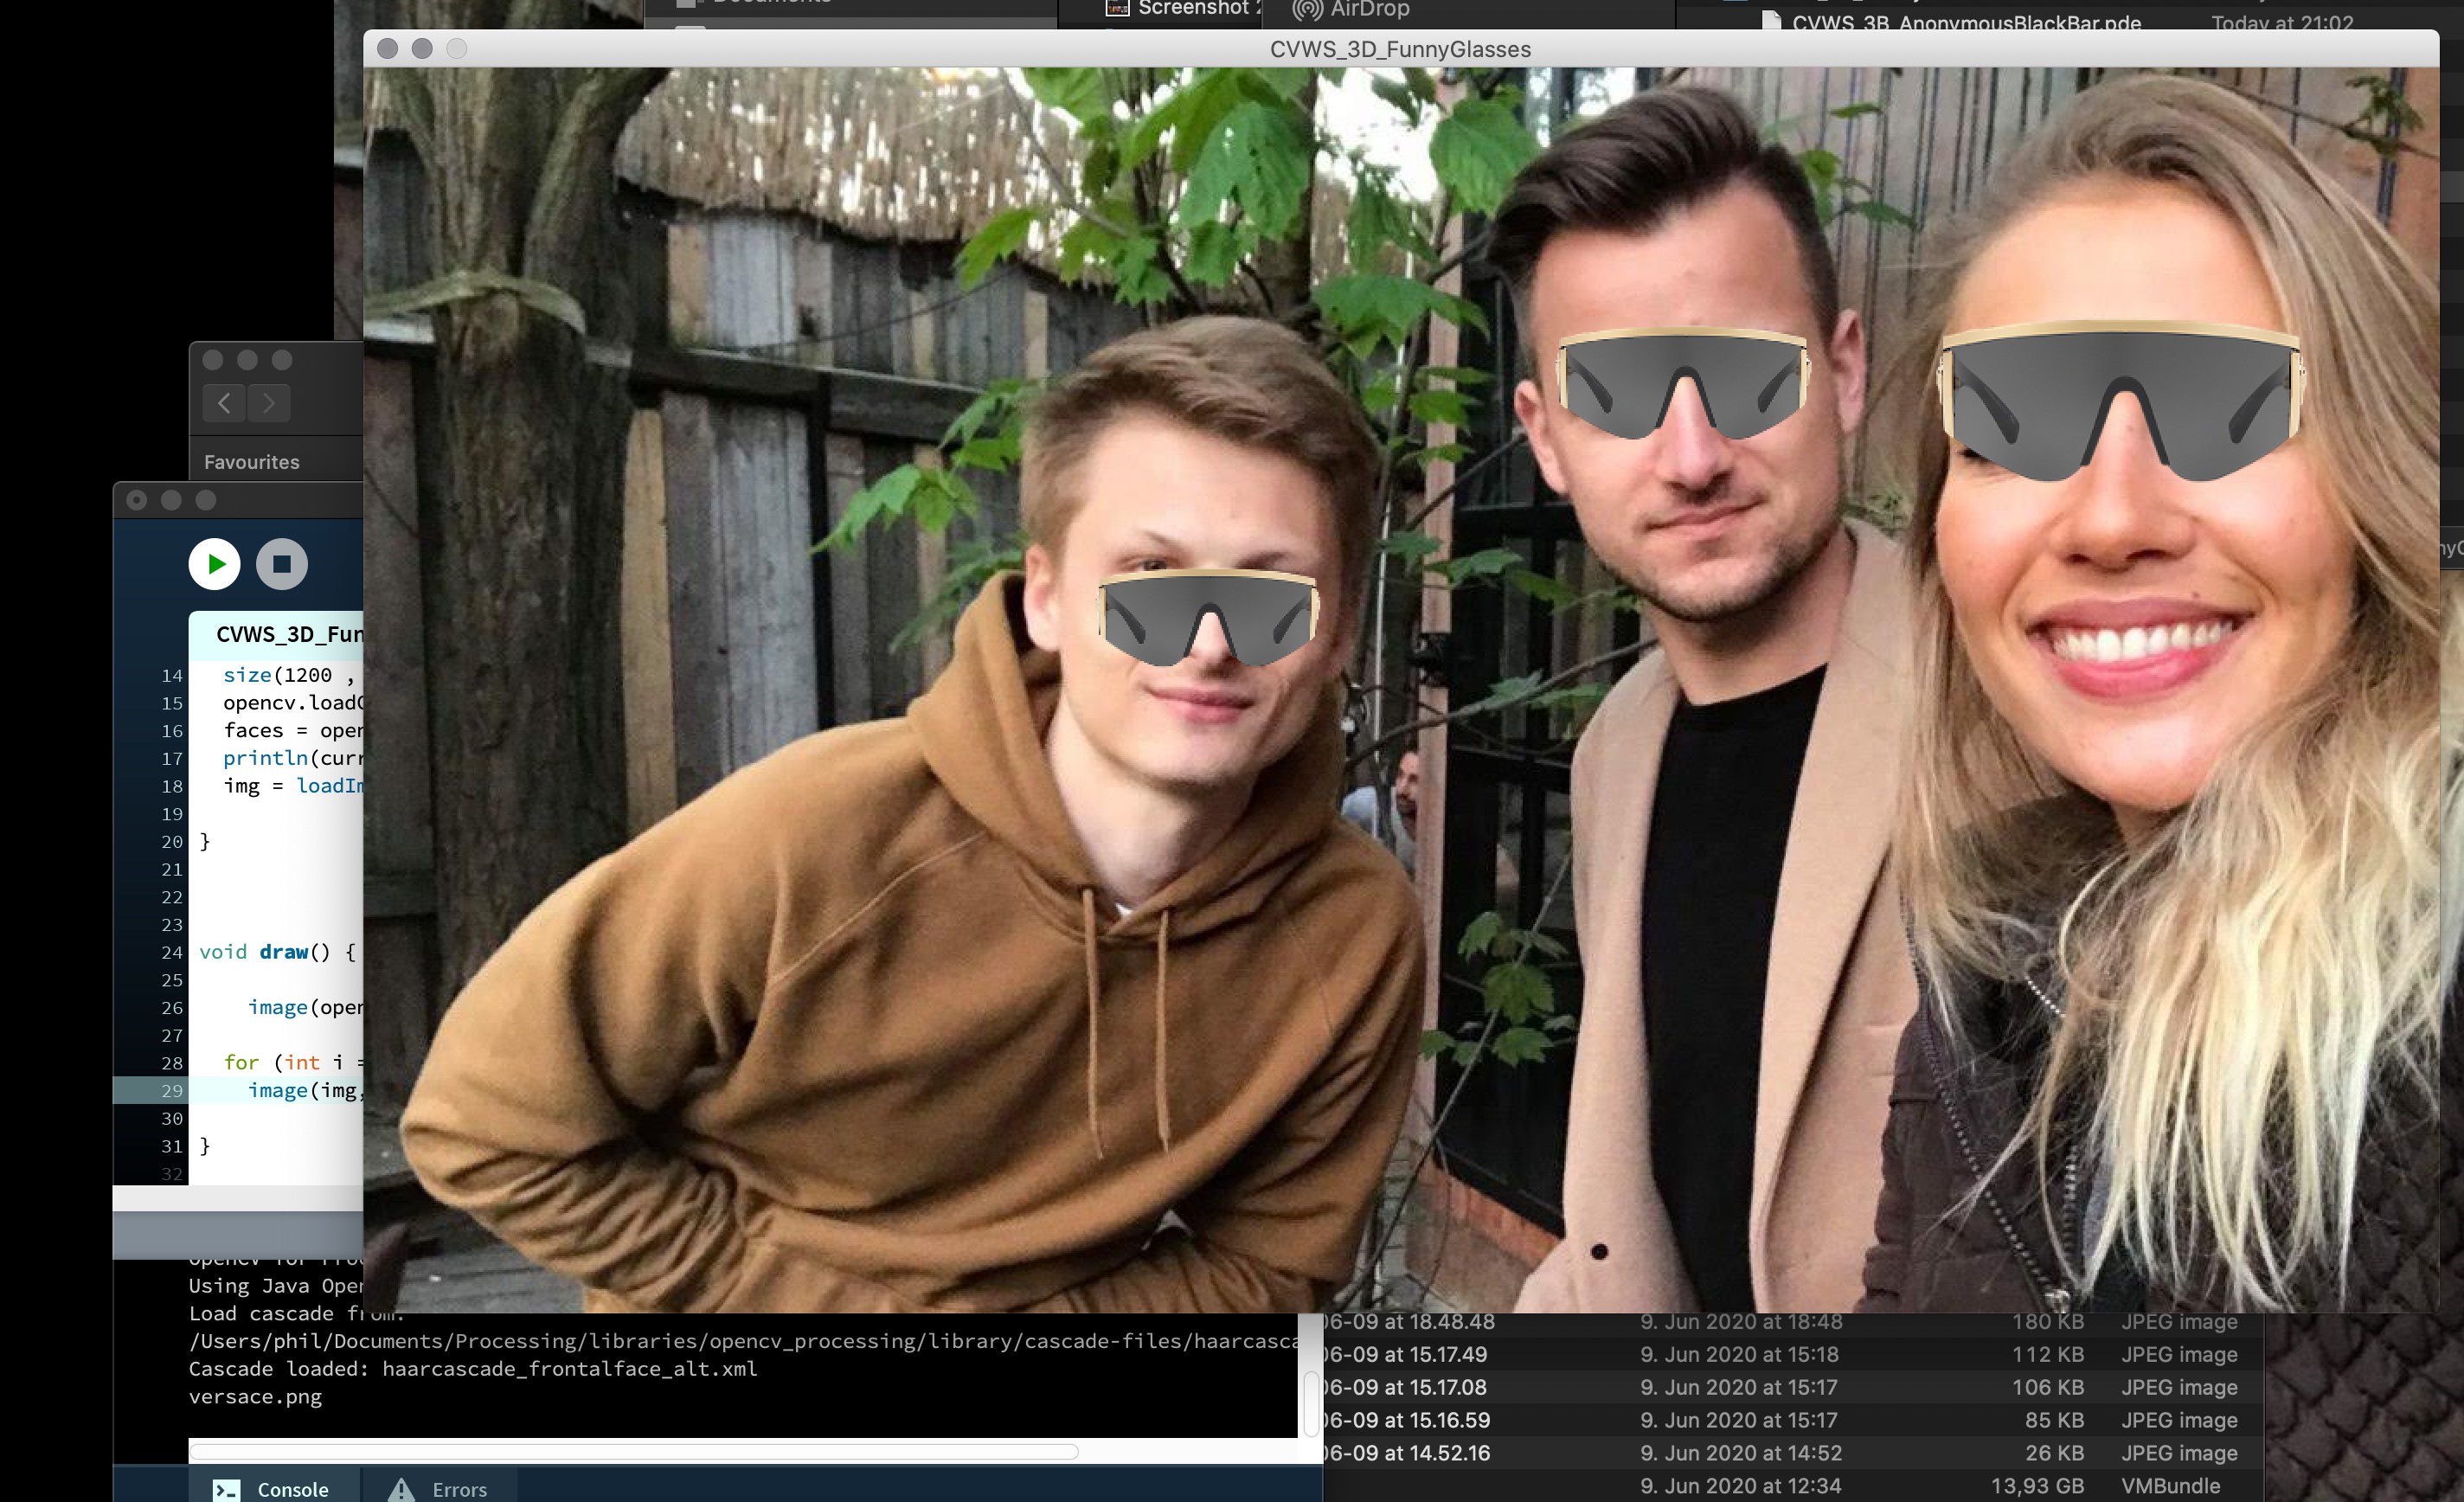 Documents
Screenshot
AirDrop
CVWS_3B_AnonymousBlackBar.pde
Today at 21:02
CVWS_3D_FunnyGlasses
Favourites
CVWS_3D_Fun
14 size(1200 ,
15 opencv.loadC
16 faces = open
17 println(curr
18 img = loadIm
19
20 }
21
22
23
24 void draw() {
25
26 image(open
27
28 for (int i =
29 image(img,
30
31 }
32
Using Java Open
Load cascade from:
/Users/phil/Documents/Processing/libraries/opencv_processing/library/cascade-files/haarcasca
Cascade loaded: haarcascade_frontalface_alt.xml
versace.png
Console
Errors
06-09 at 18.48.48 9. Jun 2020 at 18:48 180 KB JPEG image
06-09 at 15.17.49 9. Jun 2020 at 15:18 112 KB JPEG image
06-09 at 15.17.08 9. Jun 2020 at 15:17 106 KB JPEG image
06-09 at 15.16.59 9. Jun 2020 at 15:17 85 KB JPEG image
06-09 at 14.52.16 9. Jun 2020 at 14:52 26 KB JPEG image
9. Jun 2020 at 12:34 13,93 GB VMBundle